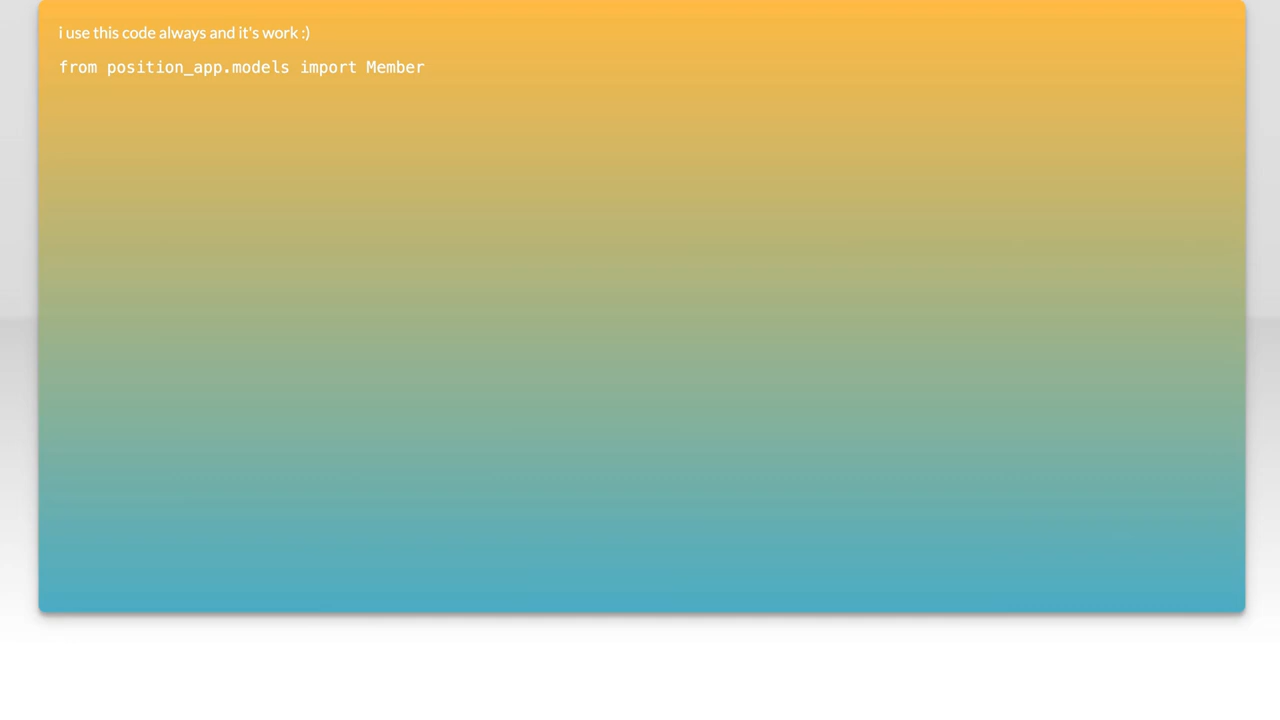 i use this code always and it's work :)
from position_app.models import Member